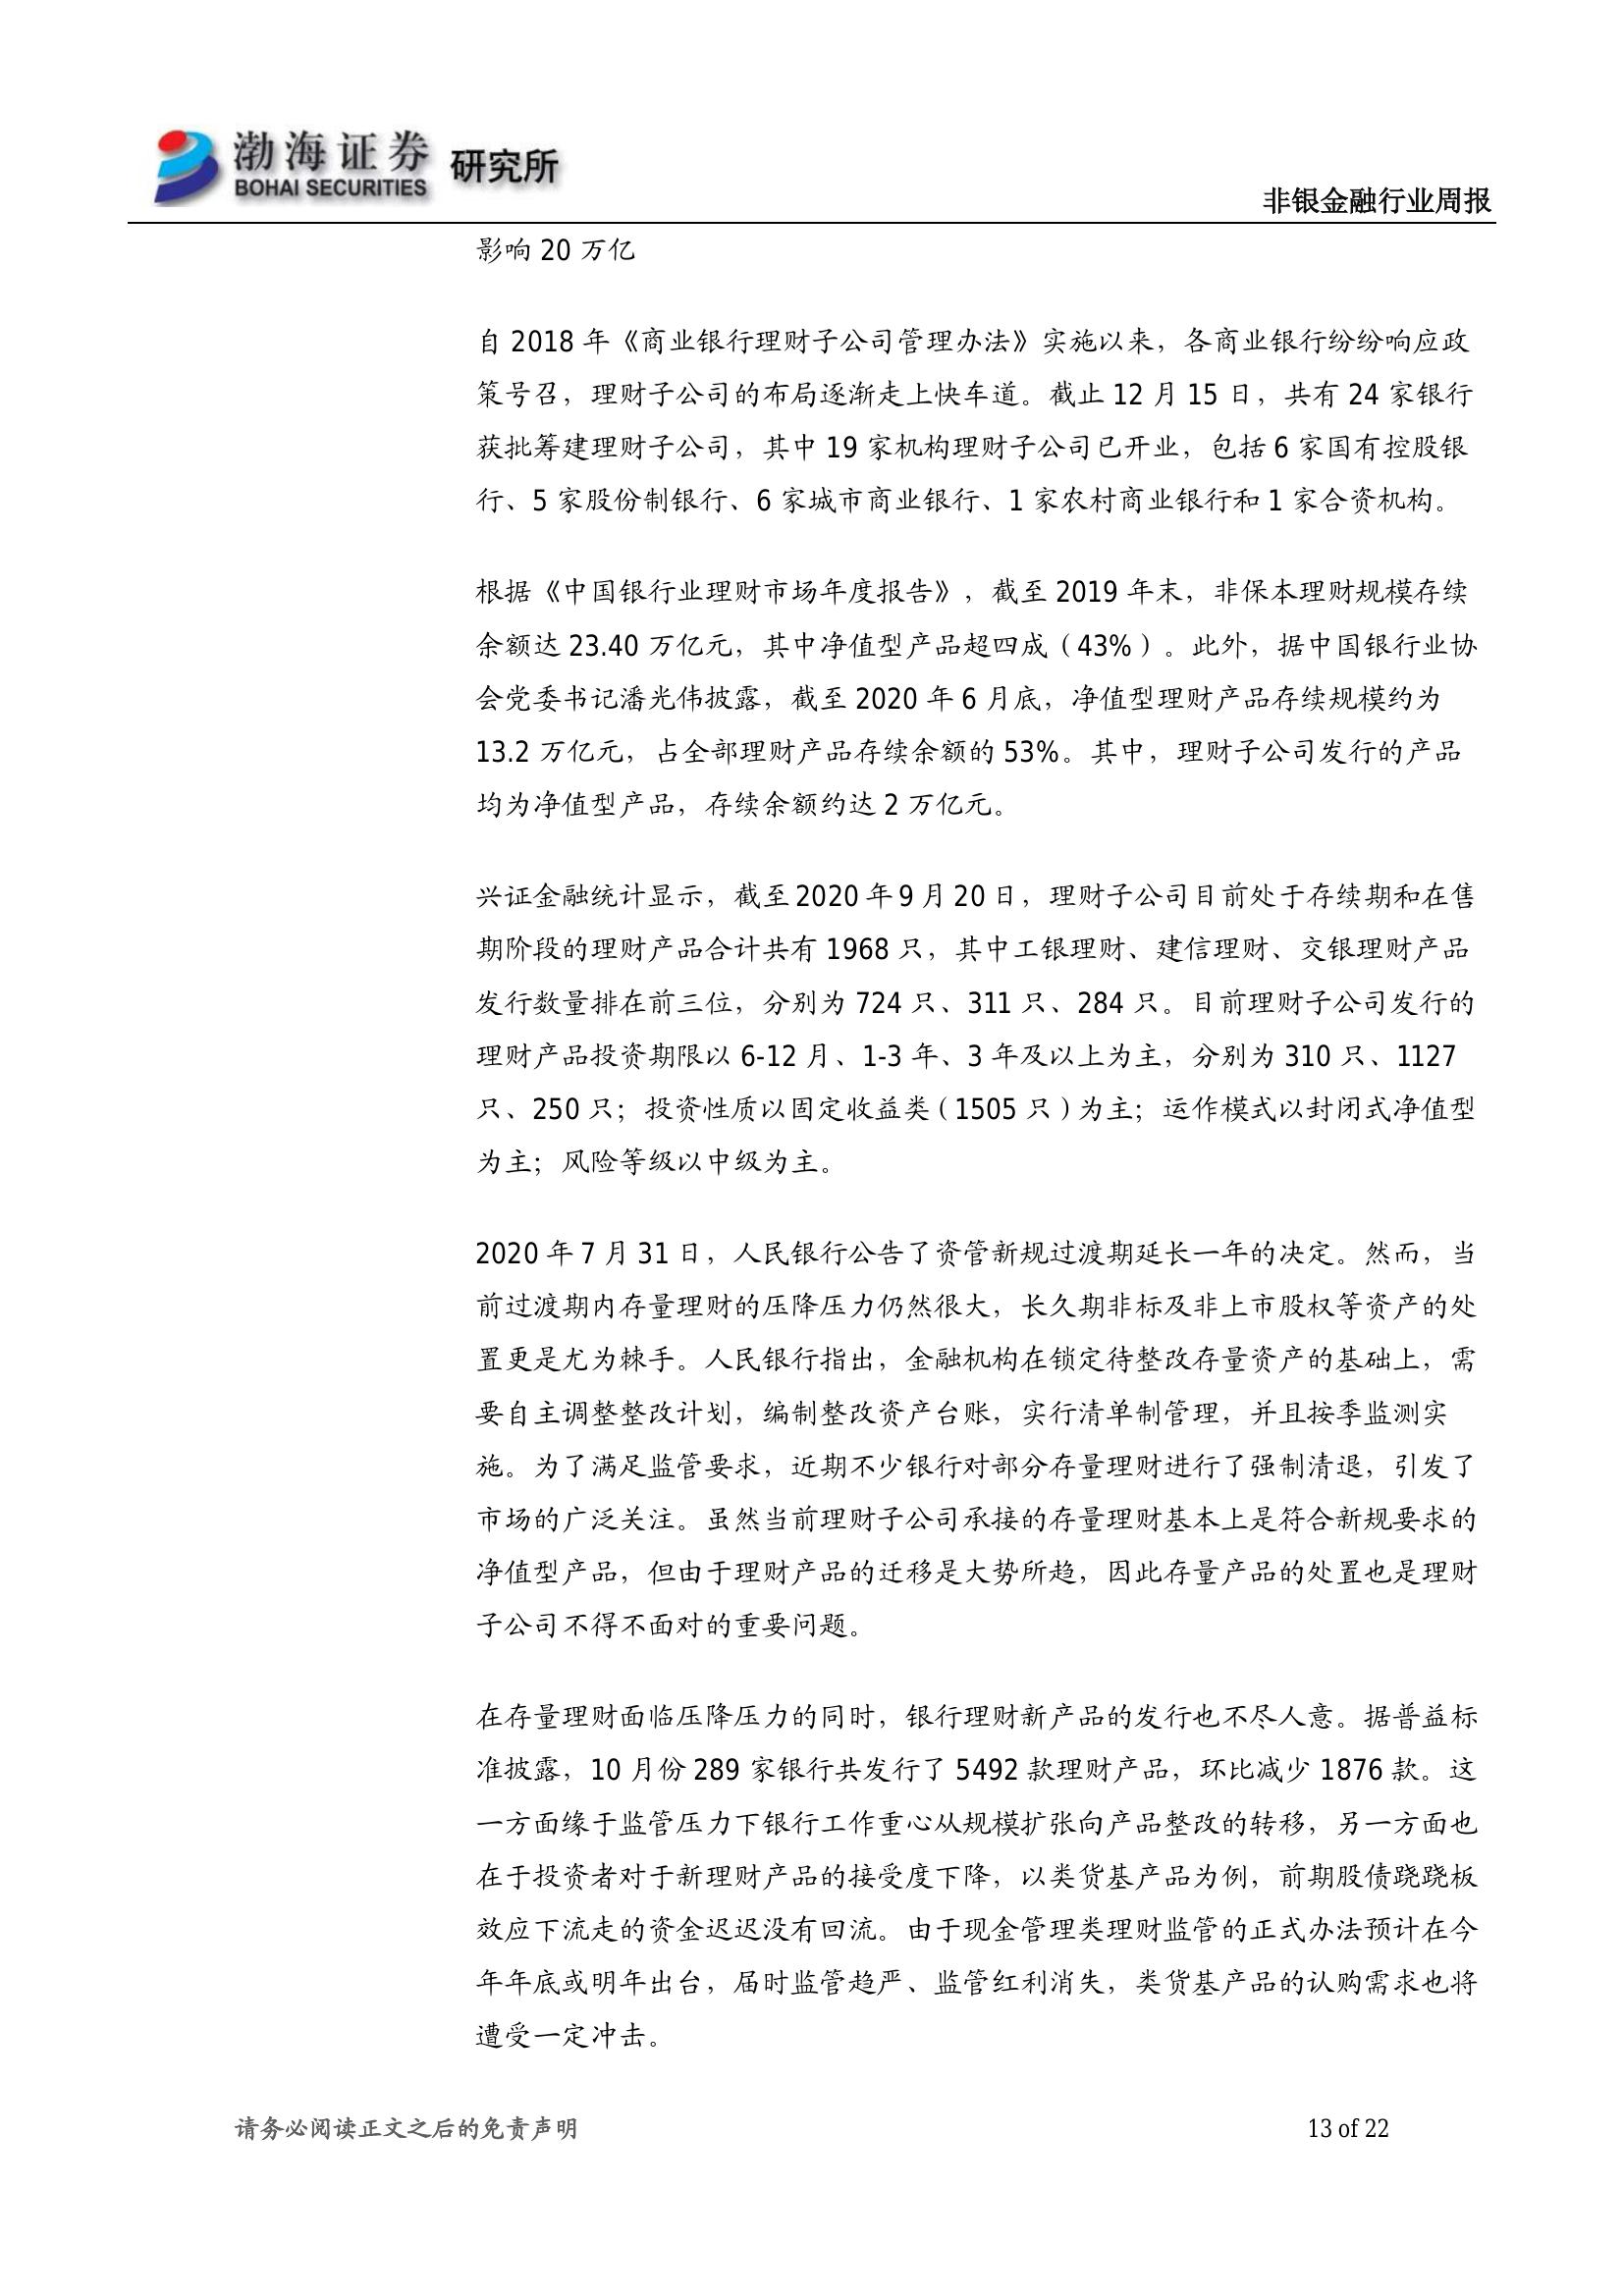 渤海证券 研究所
BOHAI SECURITIES
非银金融行业周报
影响 20 万亿
自 2018 年《商业银行理财子公司管理办法》实施以来，各商业银行纷纷响应政
策号召，理财子公司的布局逐渐走上快车道。截止 12 月 15 日，共有 24 家银行
获批筹建理财子公司，其中 19 家机构理财子公司已开业，包括 6 家国有控股银
行、5 家股份制银行、6 家城市商业银行、1 家农村商业银行和 1 家合资机构。
根据《中国银行业理财市场年度报告》，截至 2019 年末，非保本理财规模存续
余额达 23.40 万亿元，其中净值型产品超四成（43%）。此外，据中国银行业协
会党委书记潘光伟披露，截至 2020 年 6 月底，净值型理财产品存续规模约为
13.2 万亿元，占全部理财产品存续余额的 53%。其中，理财子公司发行的产品
均为净值型产品，存续余额约达 2 万亿元。
兴证金融统计显示，截至 2020 年 9 月 20 日，理财子公司目前处于存续期和在售
期阶段的理财产品合计共有 1968 只，其中工银理财、建信理财、交银理财产品
发行数量排在前三位，分别为 724 只、311 只、284 只。目前理财子公司发行的
理财产品投资期限以 6-12 月、1-3 年、3 年及以上为主，分别为 310 只、1127
只、250 只；投资性质以固定收益类（1505 只）为主；运作模式以封闭式净值型
为主；风险等级以中级为主。
2020 年 7 月 31 日，人民银行公告了资管新规过渡期延长一年的决定。然而，当
前过渡期内存量理财的压降压力仍然很大，长久期非标及非上市股权等资产的处
置更是尤为棘手。人民银行指出，金融机构在锁定待整改存量资产的基础上，需
要自主调整整改计划，编制整改资产台账，实行清单制管理，并且按季监测实
施。为了满足监管要求，近期不少银行对部分存量理财进行了强制清退，引发了
市场的广泛关注。虽然当前理财子公司承接的存量理财基本上是符合新规要求的
净值型产品，但由于理财产品的迁移是大势所趋，因此存量产品的处置也是理财
子公司不得不面对的重要问题。
在存量理财面临压降压力的同时，银行理财新产品的发行也不尽人意。据普益标
准披露，10 月份 289 家银行共发行了 5492 款理财产品，环比减少 1876 款。这
一方面缘于监管压力下银行工作重心从规模扩张向产品整改的转移，另一方面也
在于投资者对于新理财产品的接受度下降，以类货基产品为例，前期股债跷跷板
效应下流走的资金迟迟没有回流。由于现金管理类理财监管的正式办法预计在今
年年底或明年出台，届时监管趋严、监管红利消失，类货基产品的认购需求也将
遭受一定冲击。
请务必阅读正文之后的免责声明
13 of 22